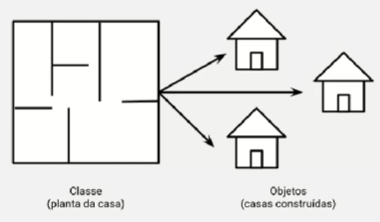 Classe
(planta da casa)
Objetos
(casas construídas)